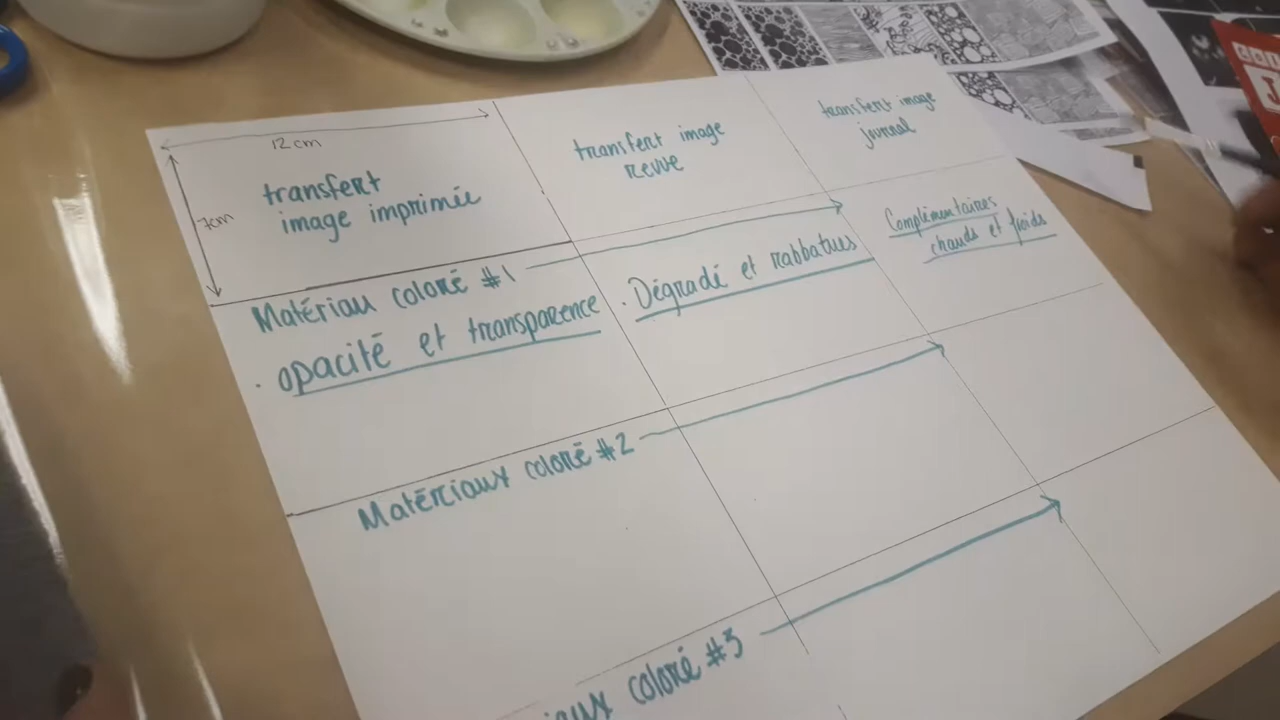 12 cm
7cm
transfert
image imprimée
transfert image
revue
transfert image
journal
Matériau coloré #1
. opacité et transparence
. Dégradé et rabbatues
Complémentaires
chauds et froids
Matériaux coloré #2
coloré #3